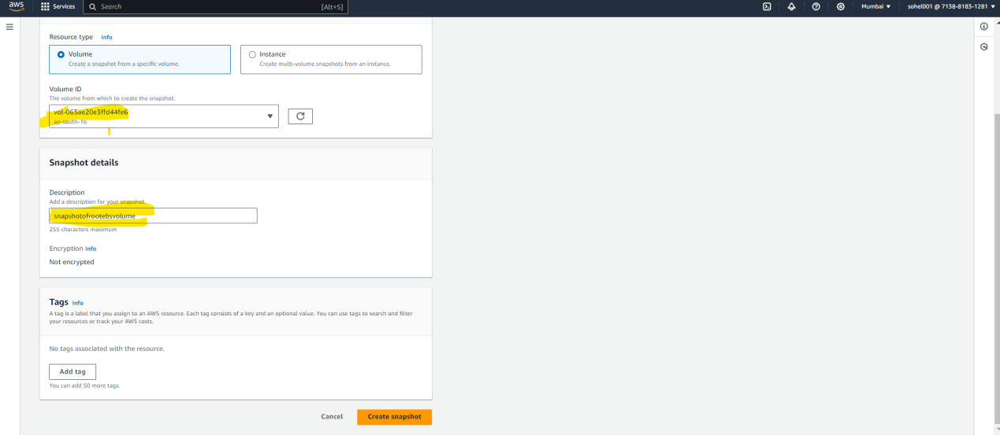 aws
Services
Search
[Alt+S]
Mumbai
sohel001 @ 7138-8183-1281
Resource type Info
Volume
Create a snapshot from a specific volume.
Instance
Create multi-volume snapshots from an instance.
Volume ID
The volume from which to create the snapshot.
vol-065ae20e3ffd44fe6
ap-south-1b
Snapshot details
Description
Add a description for your snapshot.
snapshotofrootebsvolume
255 characters maximum
Encryption Info
Not encrypted
Tags Info
A tag is a label that you assign to an AWS resource. Each tag consists of a key and an optional value. You can use tags to search and filter
your resources or track your AWS costs.
No tags associated with the resource.
Add tag
You can add 50 more tags.
Cancel
Create snapshot